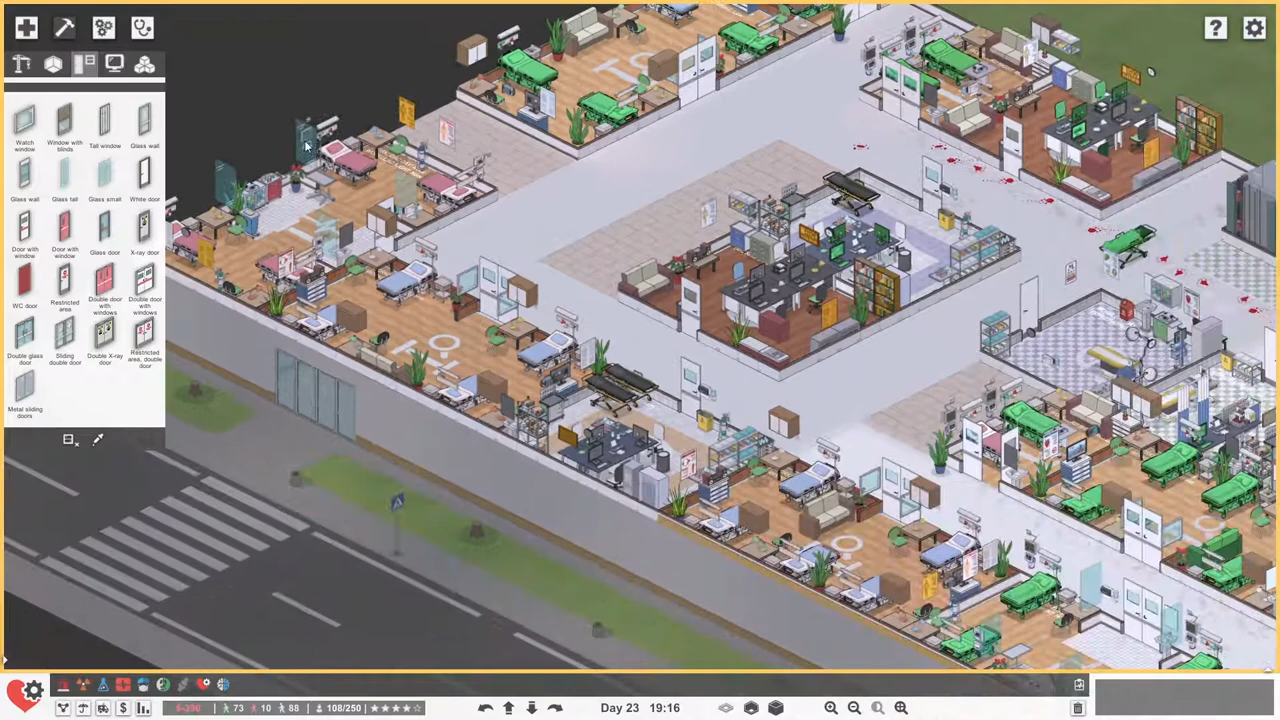 ?
Watch window
Window with blinds
Tall window
Glass wall
Glass wall
Glass tall
Glass small
White door
Door with window
Door with window
Glass door
X-ray door
WC door
Restricted area
Double door with windows
Double door with windows
Double glass door
Sliding double door
Double X-ray door
Restricted area, double door
Metal sliding doors
H
$
73
10
88
108/250
Day 23
19:16